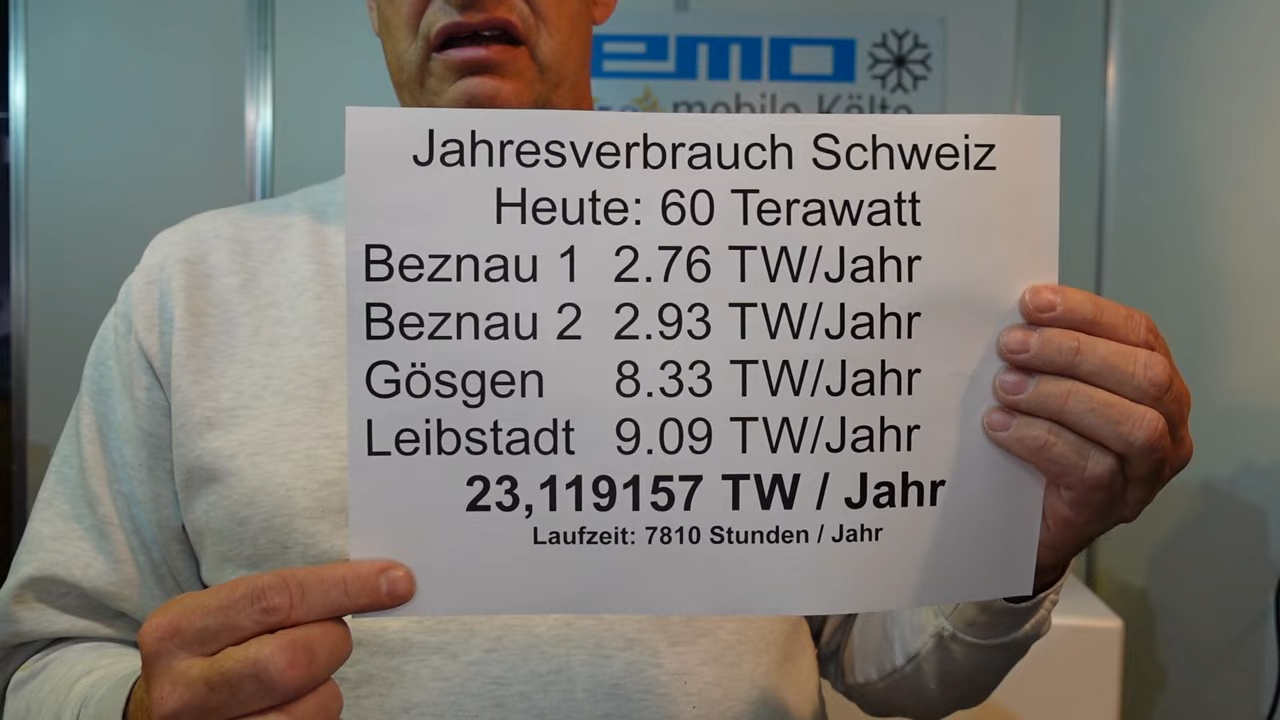 emo
mobile Kälte
Jahresverbrauch Schweiz
Heute: 60 Terawatt
Beznau 1 2.76 TW/Jahr
Beznau 2 2.93 TW/Jahr
Gösgen 8.33 TW/Jahr
Leibstadt 9.09 TW/Jahr
23,119157 TW / Jahr
Laufzeit: 7810 Stunden / Jahr